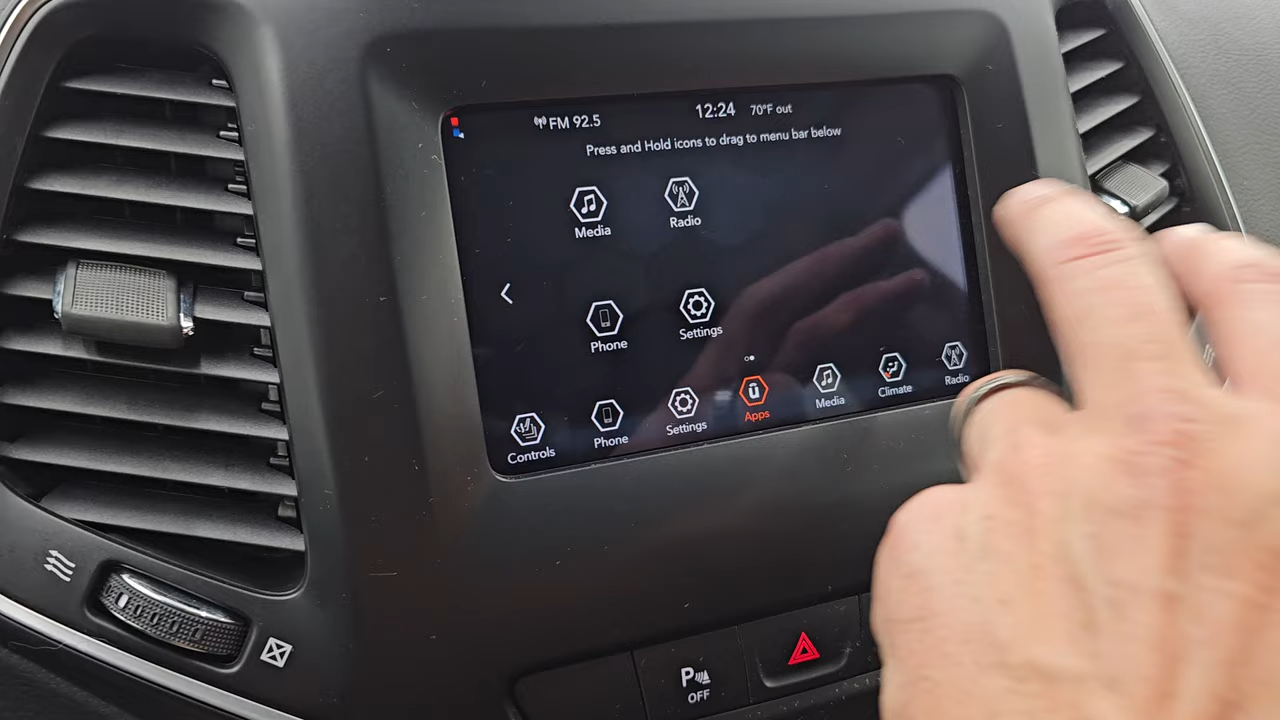 FM 92.5 12:24 70°F out
Press and Hold icons to drag to menu bar below
Media Radio
Phone Settings
Controls Phone Settings Apps Media Climate Radio
P OFF